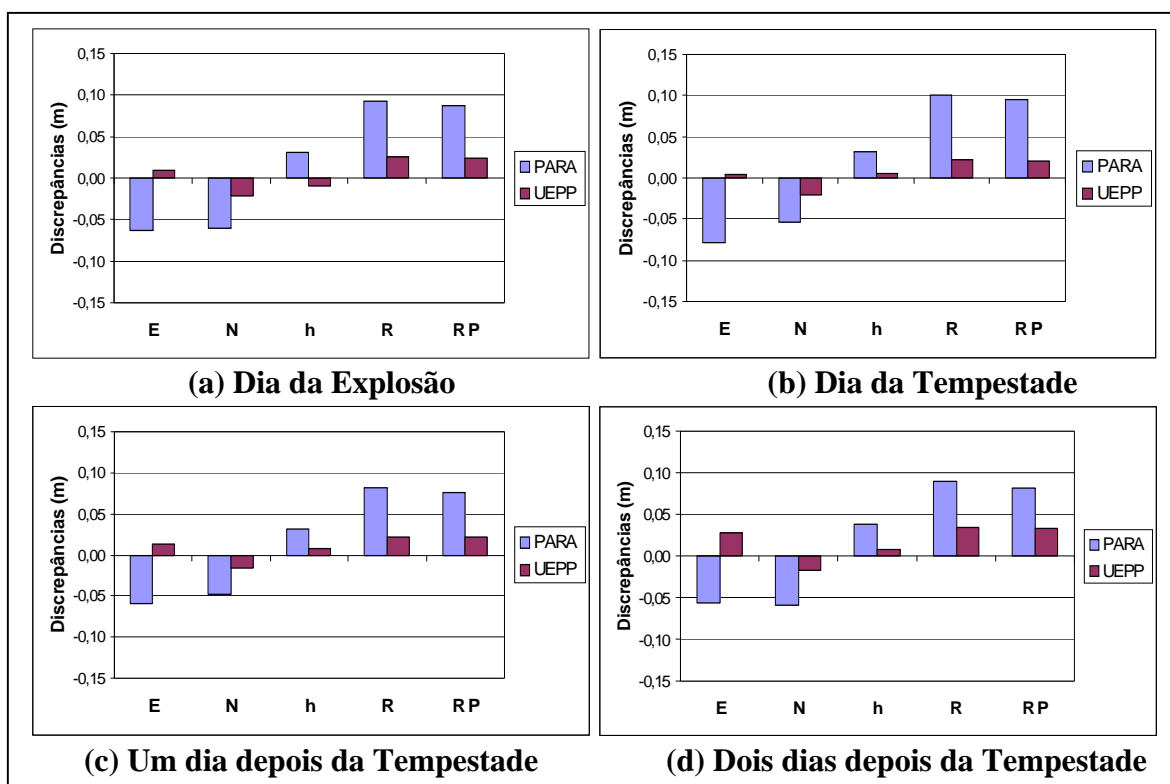 0,15
0,10
0,05
0,00
-0,05
-0,10
-0,15
Discrepâncias (m)
E N h R RP
PARA
UEPP
(a) Dia da Explosão
0,15
0,10
0,05
0,00
-0,05
-0,10
-0,15
Discrepâncias (m)
E N h R RP
PARA
UEPP
(b) Dia da Tempestade
0,15
0,10
0,05
0,00
-0,05
-0,10
-0,15
Discrepâncias (m)
E N h R RP
PARA
UEPP
(c) Um dia depois da Tempestade
0,15
0,10
0,05
0,00
-0,05
-0,10
-0,15
Discrepâncias (m)
E N h R RP
PARA
UEPP
(d) Dois dias depois da Tempestade